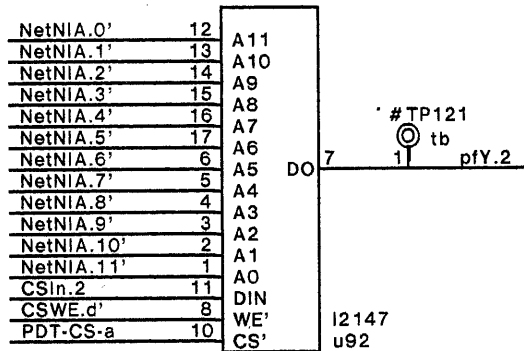 NetNIA.0' 12 A11
NetNIA.1' 13 A10
NetNIA.2' 14 A9
NetNIA.3' 15 A8
NetNIA.4' 16 A7
NetNIA.5' 17 A6
NetNIA.6' 6 A5 DO 7 1 pfY.2
#TP121
tb
NetNIA.7' 5 A4
NetNIA.8' 4 A3
NetNIA.9' 3 A2
NetNIA.10' 2 A1
NetNIA.11' 1 A0
CSIn.2 11 DIN
CSWE.d' 8 WE' I2147
PDT-CS-a 10 CS' u92